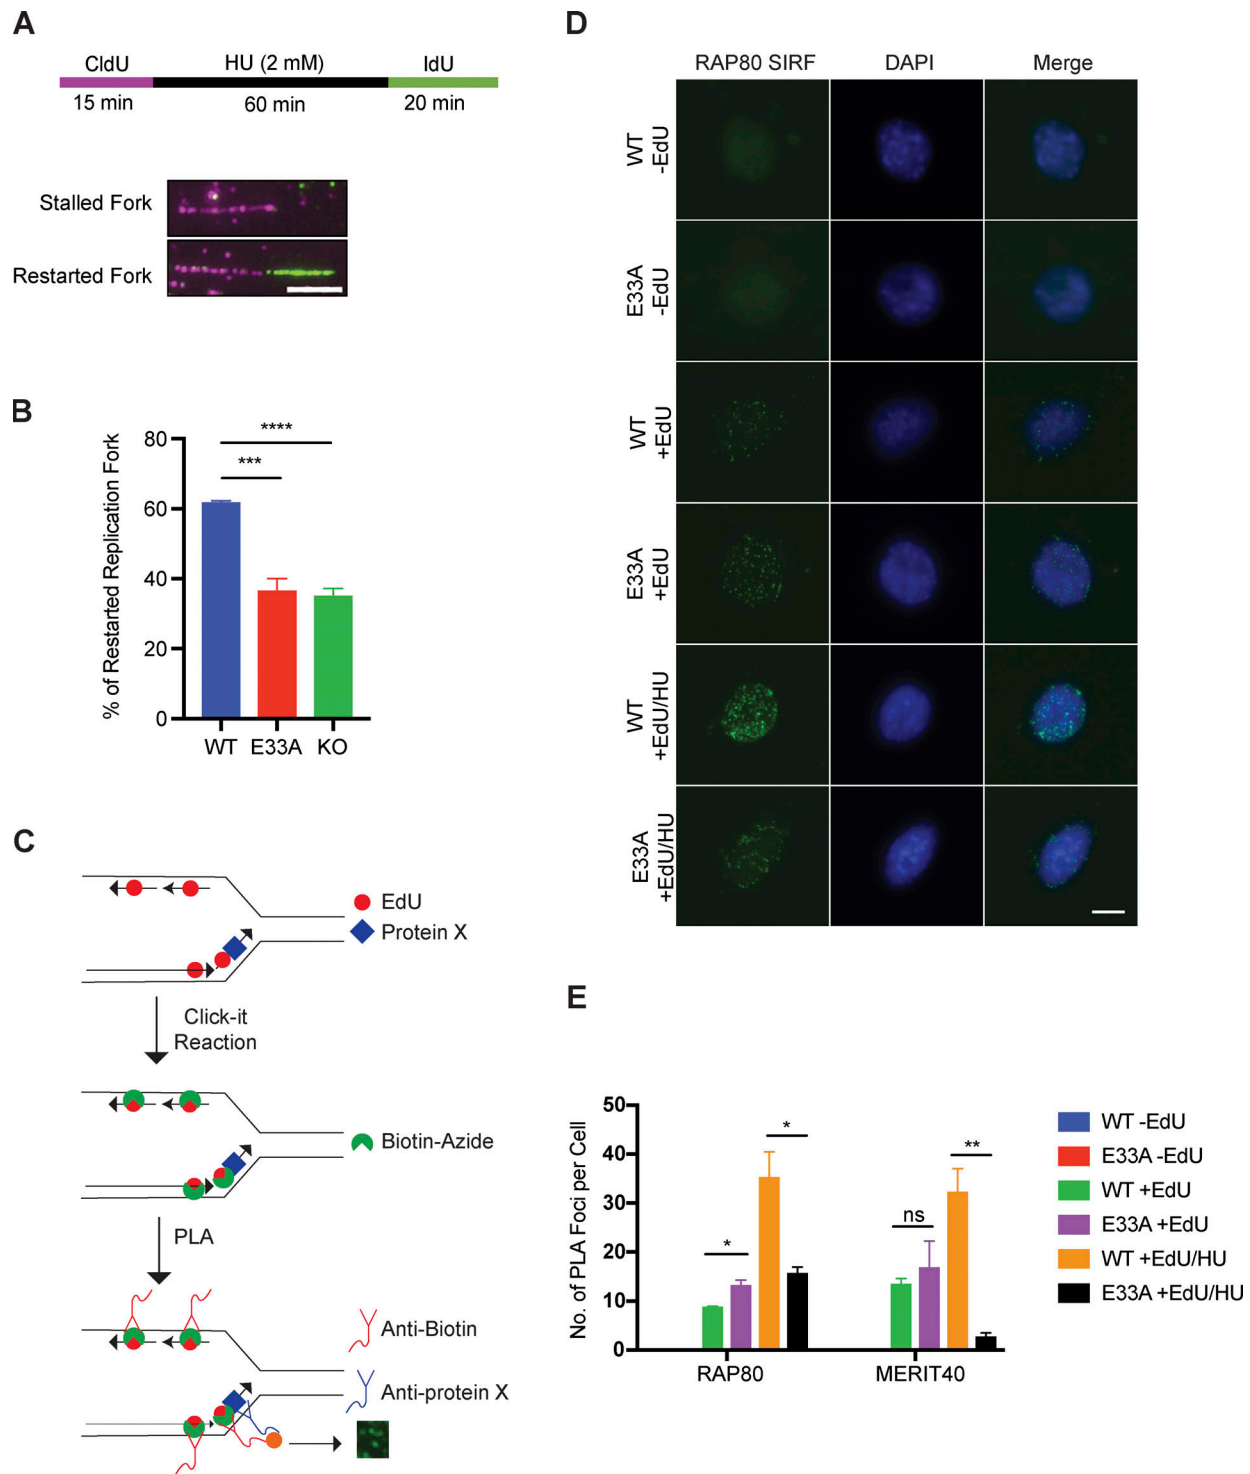 A
CldU
HU (2 mM)
IdU
15 min
60 min
20 min
Stalled Fork
Restarted Fork
B
% of Restarted Replication Fork
80
60
40
20
0
****
***
WT
E33A
KO
C
EdU
Protein X
Click-it
Reaction
Biotin-Azide
PLA
Anti-Biotin
Anti-protein X
D
RAP80 SIRF
DAPI
Merge
WT
-EdU
E33A
-EdU
WT
+EdU
E33A
+EdU
WT
+EdU/HU
E33A
+EdU/HU
E
No. of PLA Foci per Cell
50
40
30
20
10
0
*
*
ns
**
RAP80
MERIT40
WT -EdU
E33A -EdU
WT +EdU
E33A +EdU
WT +EdU/HU
E33A +EdU/HU